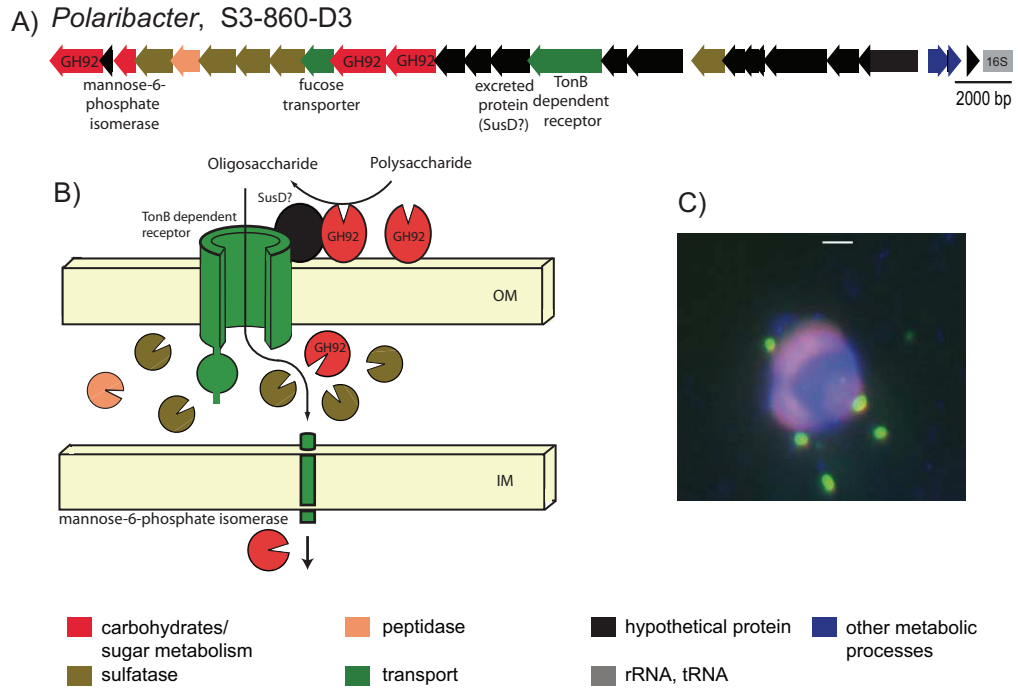 A)
Polaribacter, S3-860-D3
GH92
GH92
GH92
16S
mannose-6-
phosphate
isomerase
fucose
transporter
excreted
protein
(SusD?)
TonB
dependent
receptor
2000 bp
B)
Oligosaccharide
Polysaccharide
SusD?
TonB dependent
receptor
GH92
GH92
OM
GH92
IM
mannose-6-phosphate isomerase
C)
carbohydrates/
sugar metabolism
peptidase
hypothetical protein
other metabolic
processes
sulfatase
transport
rRNA, tRNA